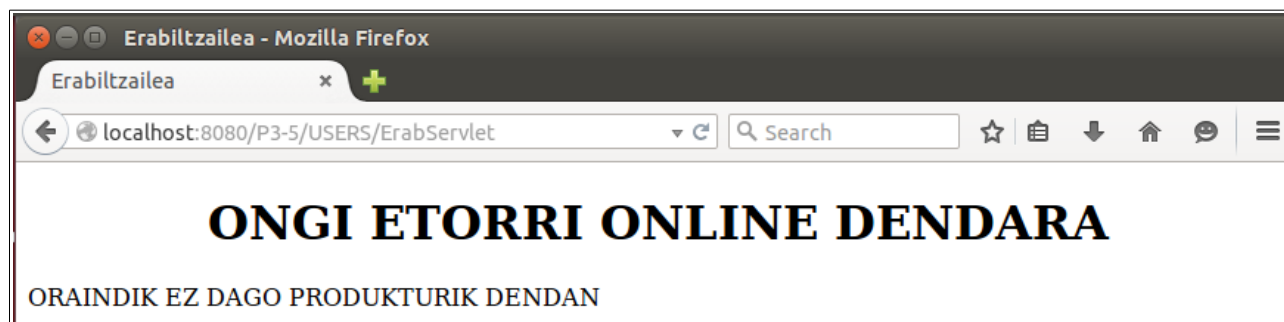 Erabiltzailea - Mozilla Firefox
Erabiltzailea
localhost:8080/P3-5/USERS/ErabServlet
Search
ONGI ETORRI ONLINE DENDARA
ORAINDIK EZ DAGO PRODUKTURIK DENDAN